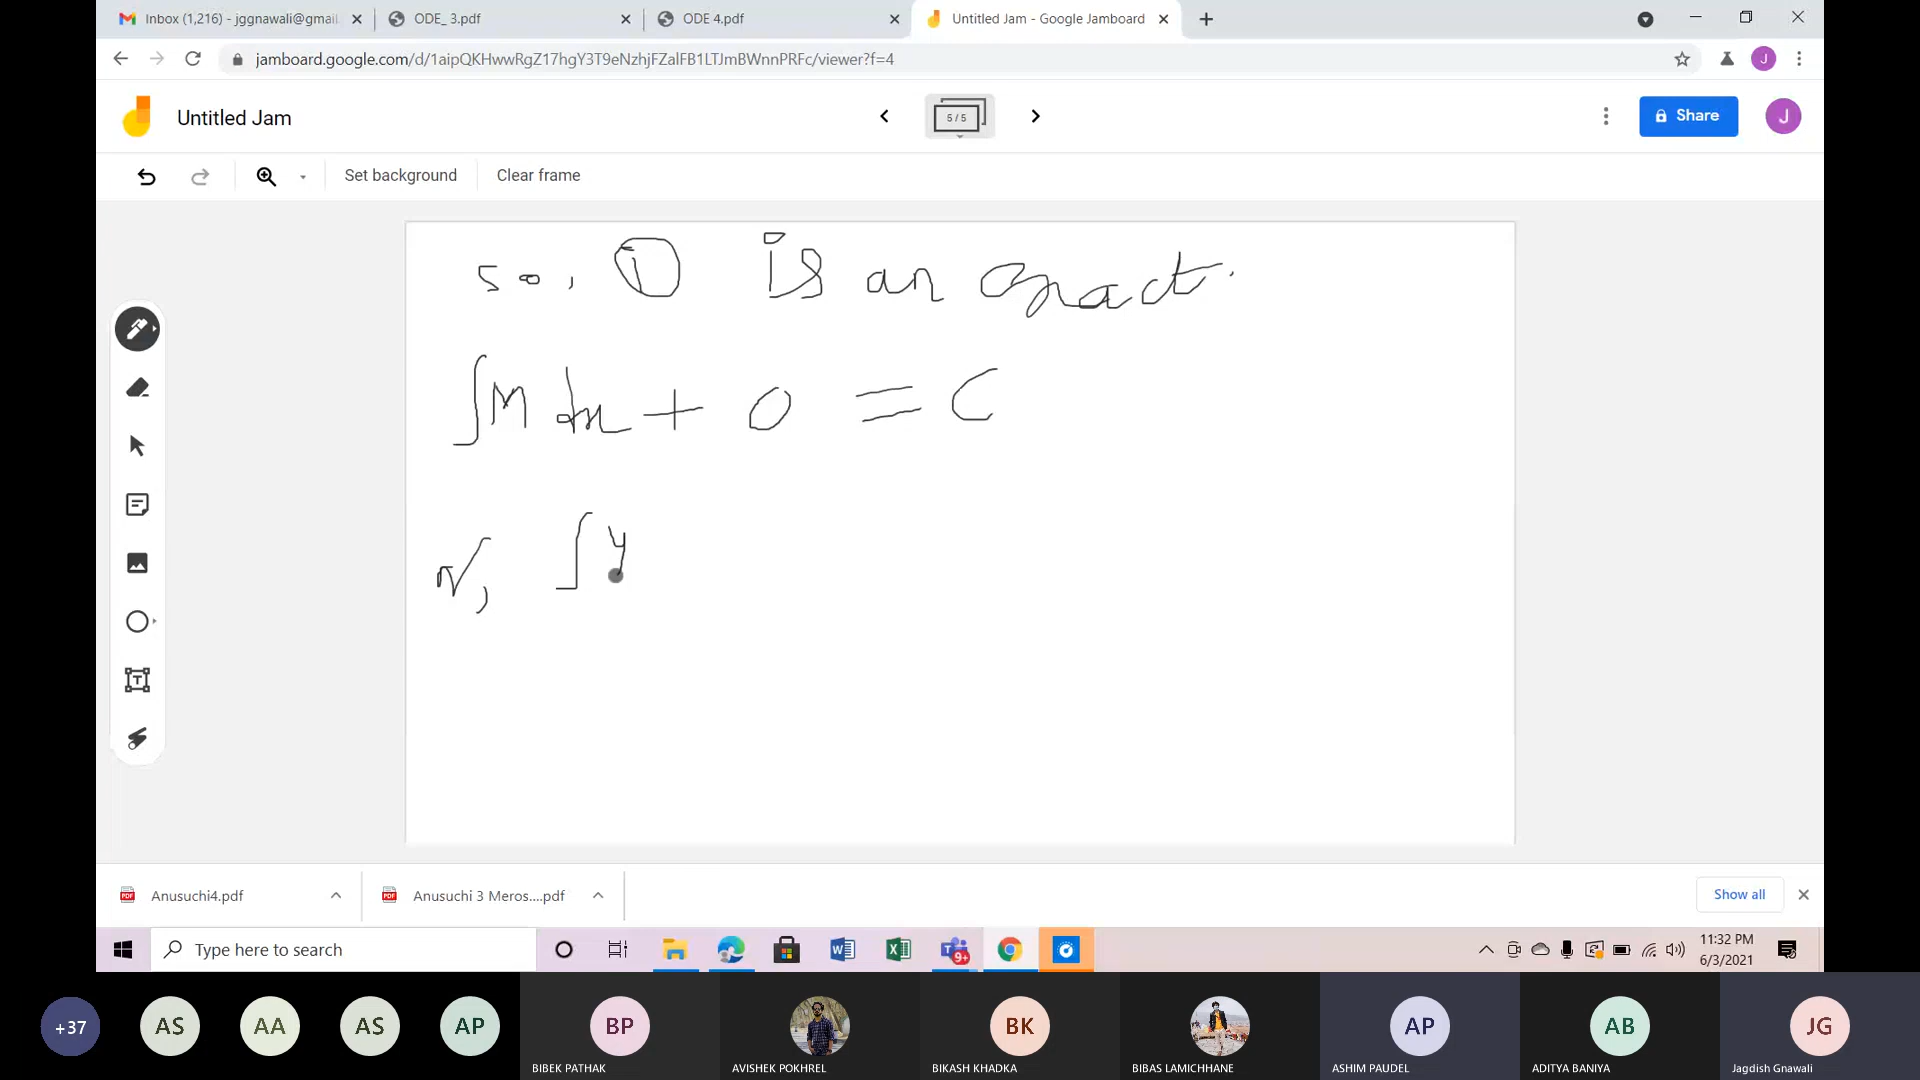 Inbox (1,216) - jggnawali@gmail
ODE_ 3.pdf
ODE 4.pdf
Untitled Jam - Google Jamboard
jamboard.google.com/d/1aipQKHwwRgZ17hgY3T9eNzhjFZalFB1LTJmBWnnPRFc/viewer?f=4
J
Untitled Jam
5 / 5
Share
J
Set background
Clear frame
so, ① is an exact.
∫M dx + 0 = C
∫y
Anusuchi4.pdf
Anusuchi 3 Meros....pdf
Show all
Type here to search
9+
11:32 PM
6/3/2021
+37
AS
AA
AS
AP
BP
BK
AP
AB
JG
BIBEK PATHAK
AVISHEK POKHREL
BIKASH KHADKA
BIBAS LAMICHHANE
ASHIM PAUDEL
ADITYA BANIYA
Jagdish Gnawali